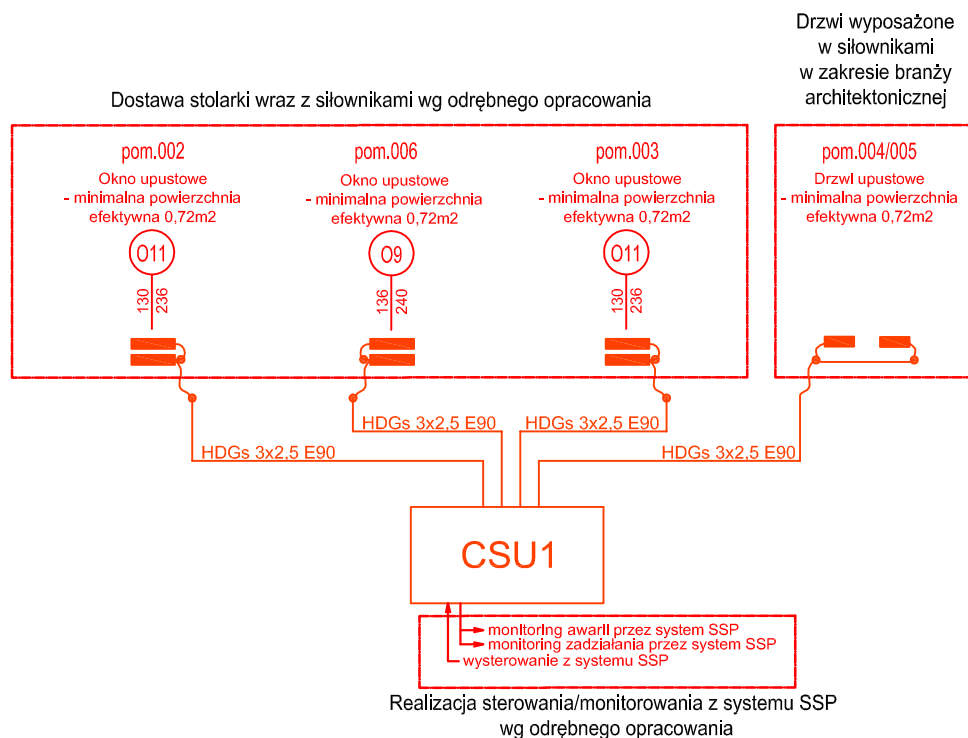 Drzwi wyposażone
w siłownikami
w zakresie branży
architektonicznej
Dostawa stolarki wraz z siłownikami wg odrębnego opracowania
pom.002
Okno upustowe
- minimalna powierzchnia
efektywna 0,72m2
O11
130
236
pom.006
Okno upustowe
- minimalna powierzchnia
efektywna 0,72m2
O9
136
240
pom.003
Okno upustowe
- minimalna powierzchnia
efektywna 0,72m2
O11
130
236
pom.004/005
Drzwi upustowe
- minimalna powierzchnia
efektywna 0,72m2
HDGs 3x2,5 E90
HDGs 3x2,5 E90
HDGs 3x2,5 E90
HDGs 3x2,5 E90
CSU1
monitoring awarii przez system SSP
monitoring zadziałania przez system SSP
wysterowanie z systemu SSP
Realizacja sterowania/monitorowania z systemu SSP
wg odrębnego opracowania